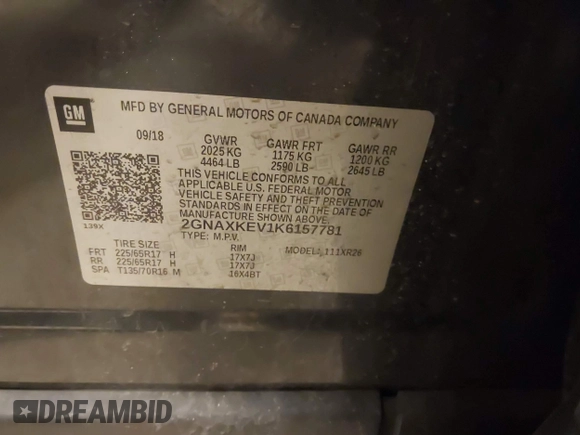 GM
MFD BY GENERAL MOTORS OF CANADA COMPANY
09/18 GVWR GAWR FRT GAWR RR
2025 KG 1175 KG 1200 KG
4464 LB 2590 LB 2645 LB
THIS VEHICLE CONFORMS TO ALL
APPLICABLE U.S. FEDERAL MOTOR
VEHICLE SAFETY AND THEFT PREVENTION
STANDARDS IN EFFECT ON THE DATE OF
MANUFACTURE SHOWN ABOVE.
2GNAXKEV1K6157781
139X
TYPE: M.P.V. MODEL: 111XR26
TIRE SIZE RIM
FRT 225/65R17 H 17X7J
RR 225/65R17 H 17X7J
SPA T135/70R16 M 16X4BT
DREAMBID